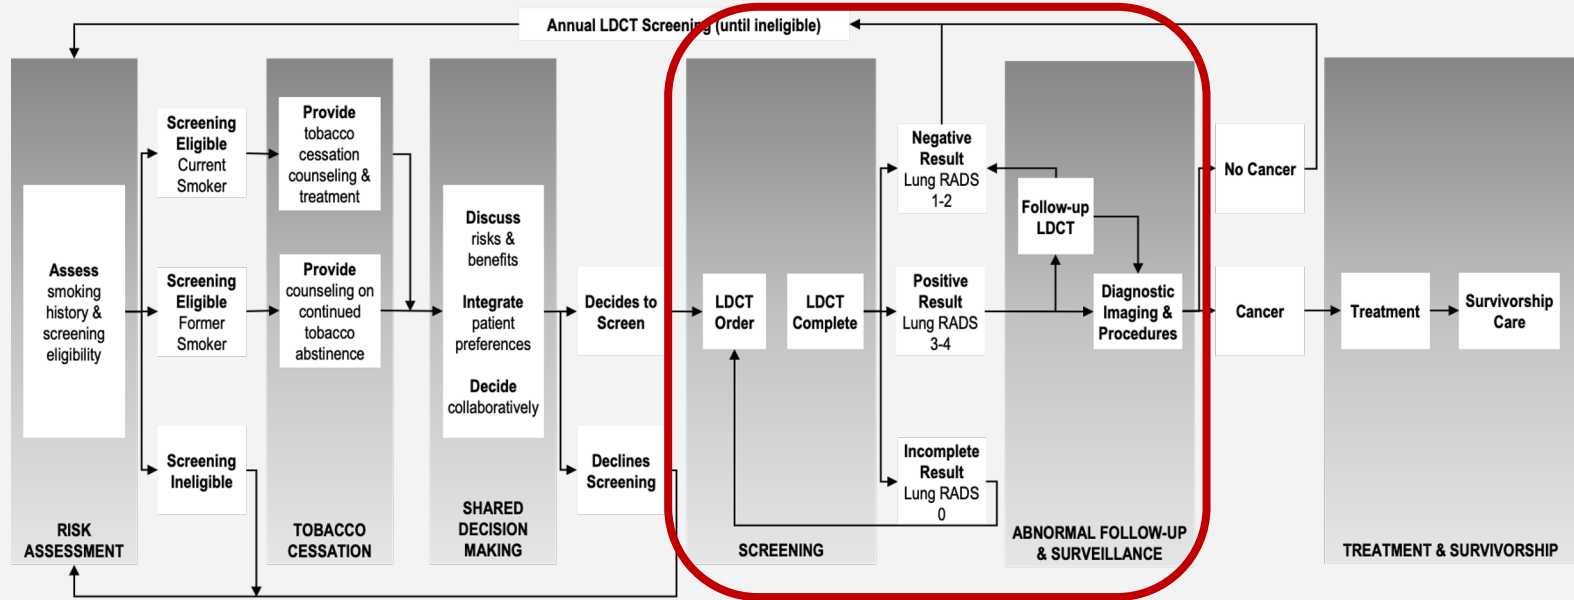 Annual LDCT Screening (until ineligible)
Assess
smoking
history &
screening
eligibility
RISK
ASSESSMENT
Screening
Eligible
Current
Smoker
Screening
Eligible
Former
Smoker
Screening
Ineligible
Provide
tobacco
cessation
counseling &
treatment
Provide
counseling on
continued
tobacco
abstinence
TOBACCO
CESSATION
Discuss
risks &
benefits
Integrate
patient
preferences
Decide
collaboratively
SHARED
DECISION
MAKING
Decides to
Screen
Declines
Screening
LDCT
Order
LDCT
Complete
SCREENING
Negative
Result
Lung RADS
1-2
Positive
Result
Lung RADS
3-4
Incomplete
Result
Lung RADS
0
Follow-up
LDCT
Diagnostic
Imaging &
Procedures
ABNORMAL FOLLOW-UP
& SURVEILLANCE
No Cancer
Cancer
Treatment
Survivorship
Care
TREATMENT & SURVIVORSHIP